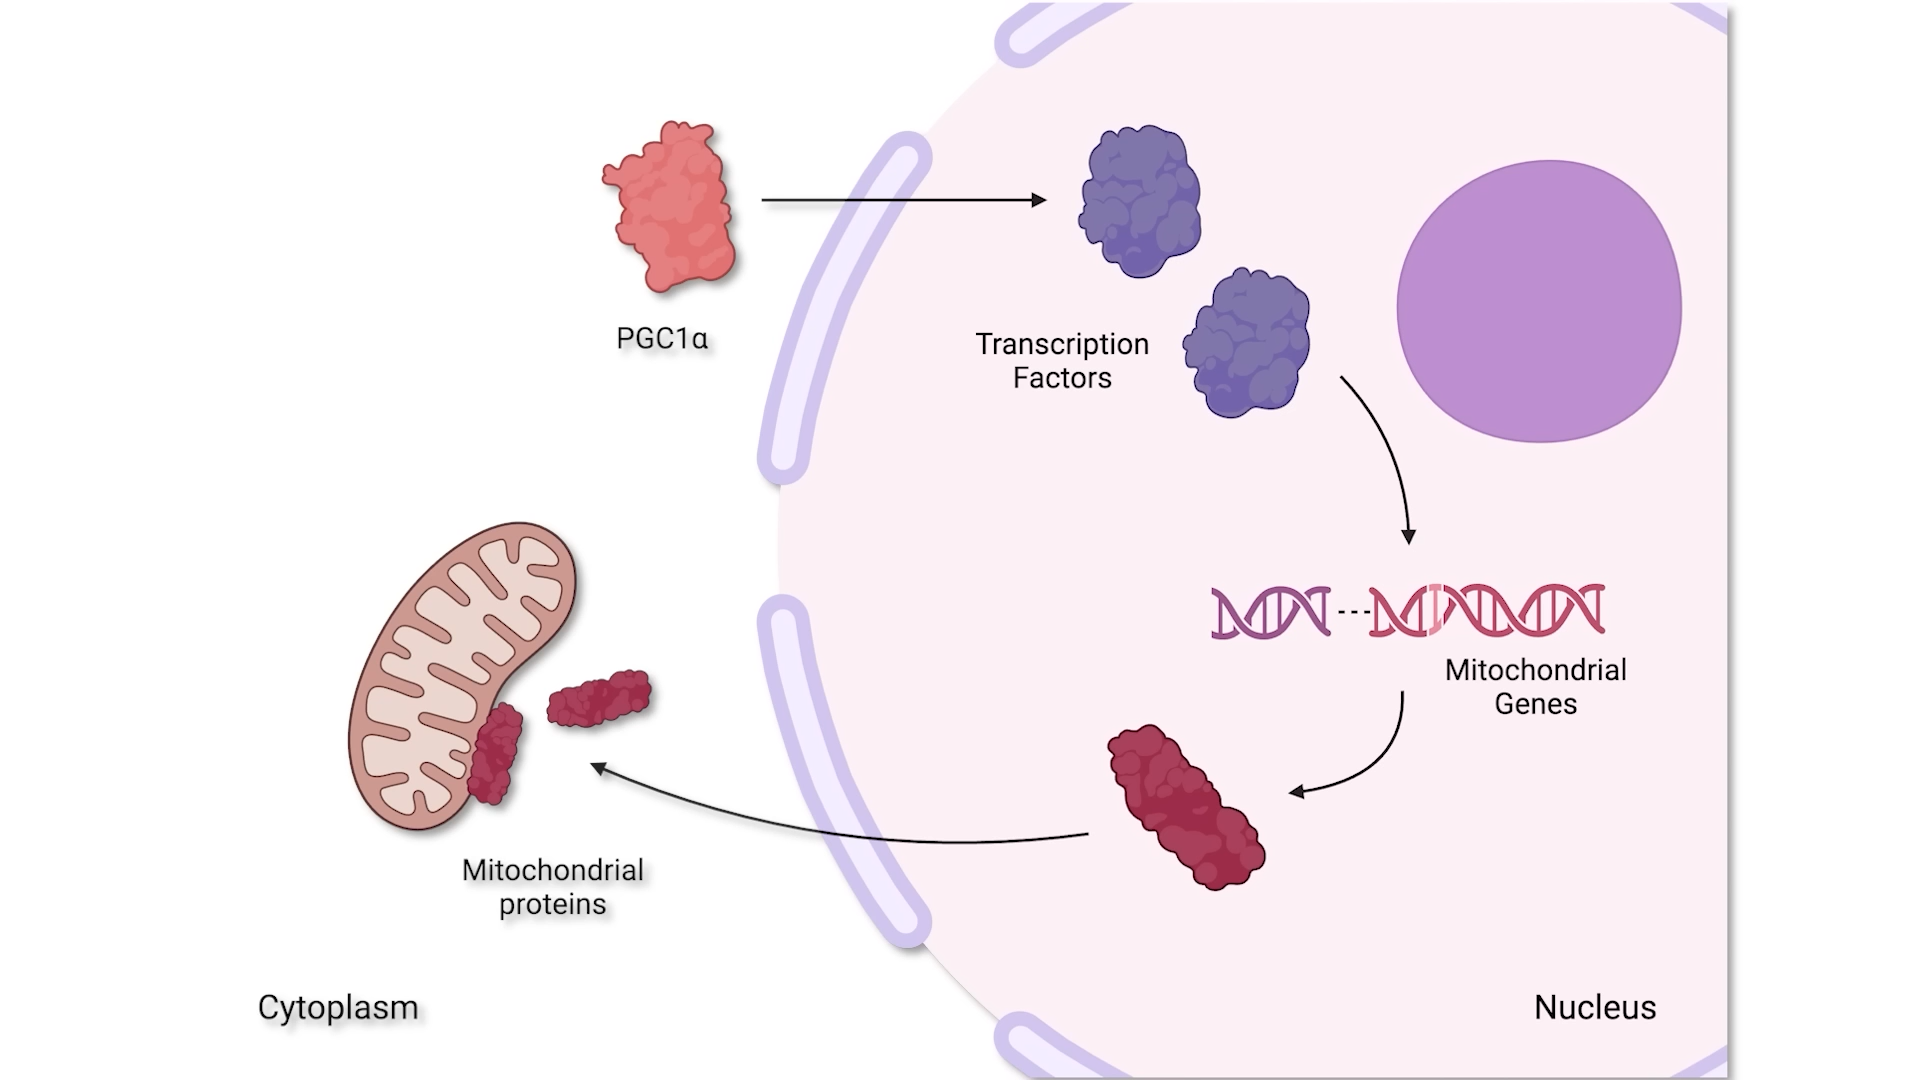 PGC1α
Transcription
Factors
Mitochondrial
Genes
Mitochondrial
proteins
Cytoplasm
Nucleus